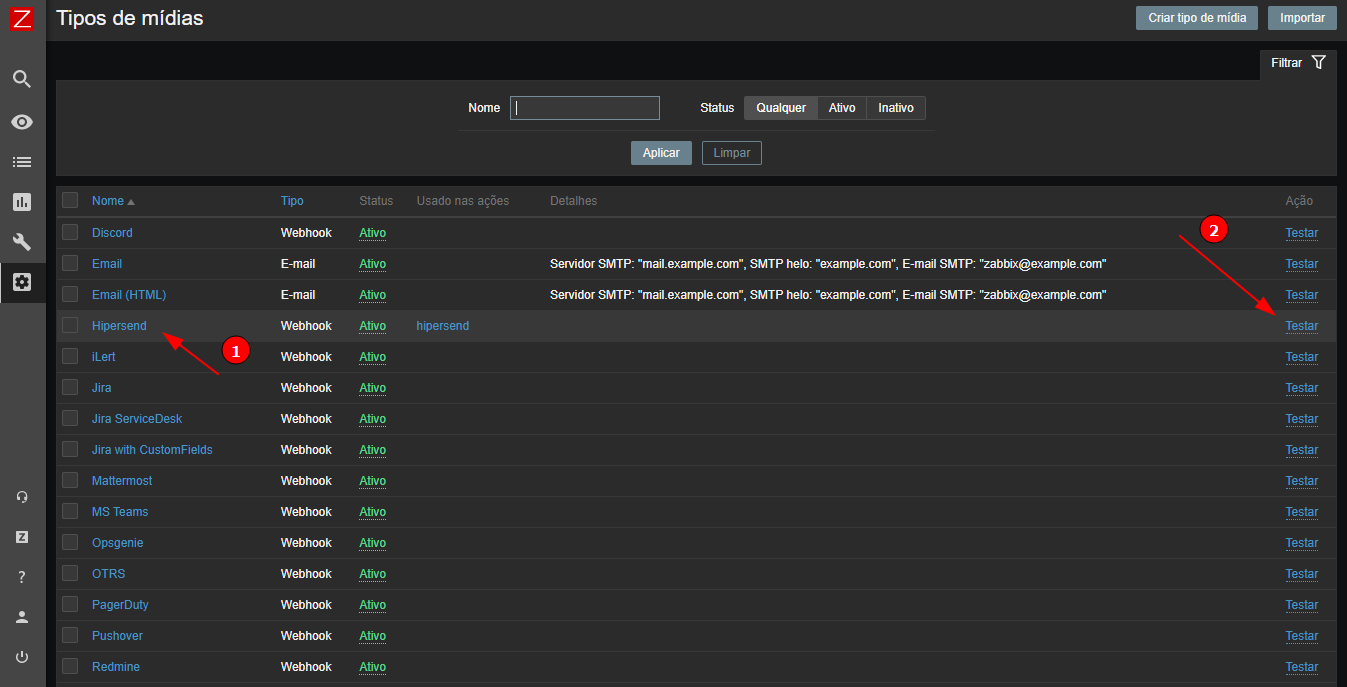 Z Tipos de mídias Criar tipo de mídia Importar
Filtrar
Nome Status Qualquer Ativo Inativo
Aplicar Limpar
Nome Tipo Status Usado nas ações Detalhes Ação
Discord Webhook Ativo Testar
2
Email E-mail Ativo Servidor SMTP: "mail.example.com", SMTP helo: "example.com", E-mail SMTP: "zabbix@example.com" Testar
Email (HTML) E-mail Ativo Servidor SMTP: "mail.example.com", SMTP helo: "example.com", E-mail SMTP: "zabbix@example.com" Testar
Hipersend Webhook Ativo hipersend Testar
1
iLert Webhook Ativo Testar
Jira Webhook Ativo Testar
Jira ServiceDesk Webhook Ativo Testar
Jira with CustomFields Webhook Ativo Testar
Mattermost Webhook Ativo Testar
MS Teams Webhook Ativo Testar
Z Opsgenie Webhook Ativo Testar
? OTRS Webhook Ativo Testar
PagerDuty Webhook Ativo Testar
Pushover Webhook Ativo Testar
Redmine Webhook Ativo Testar